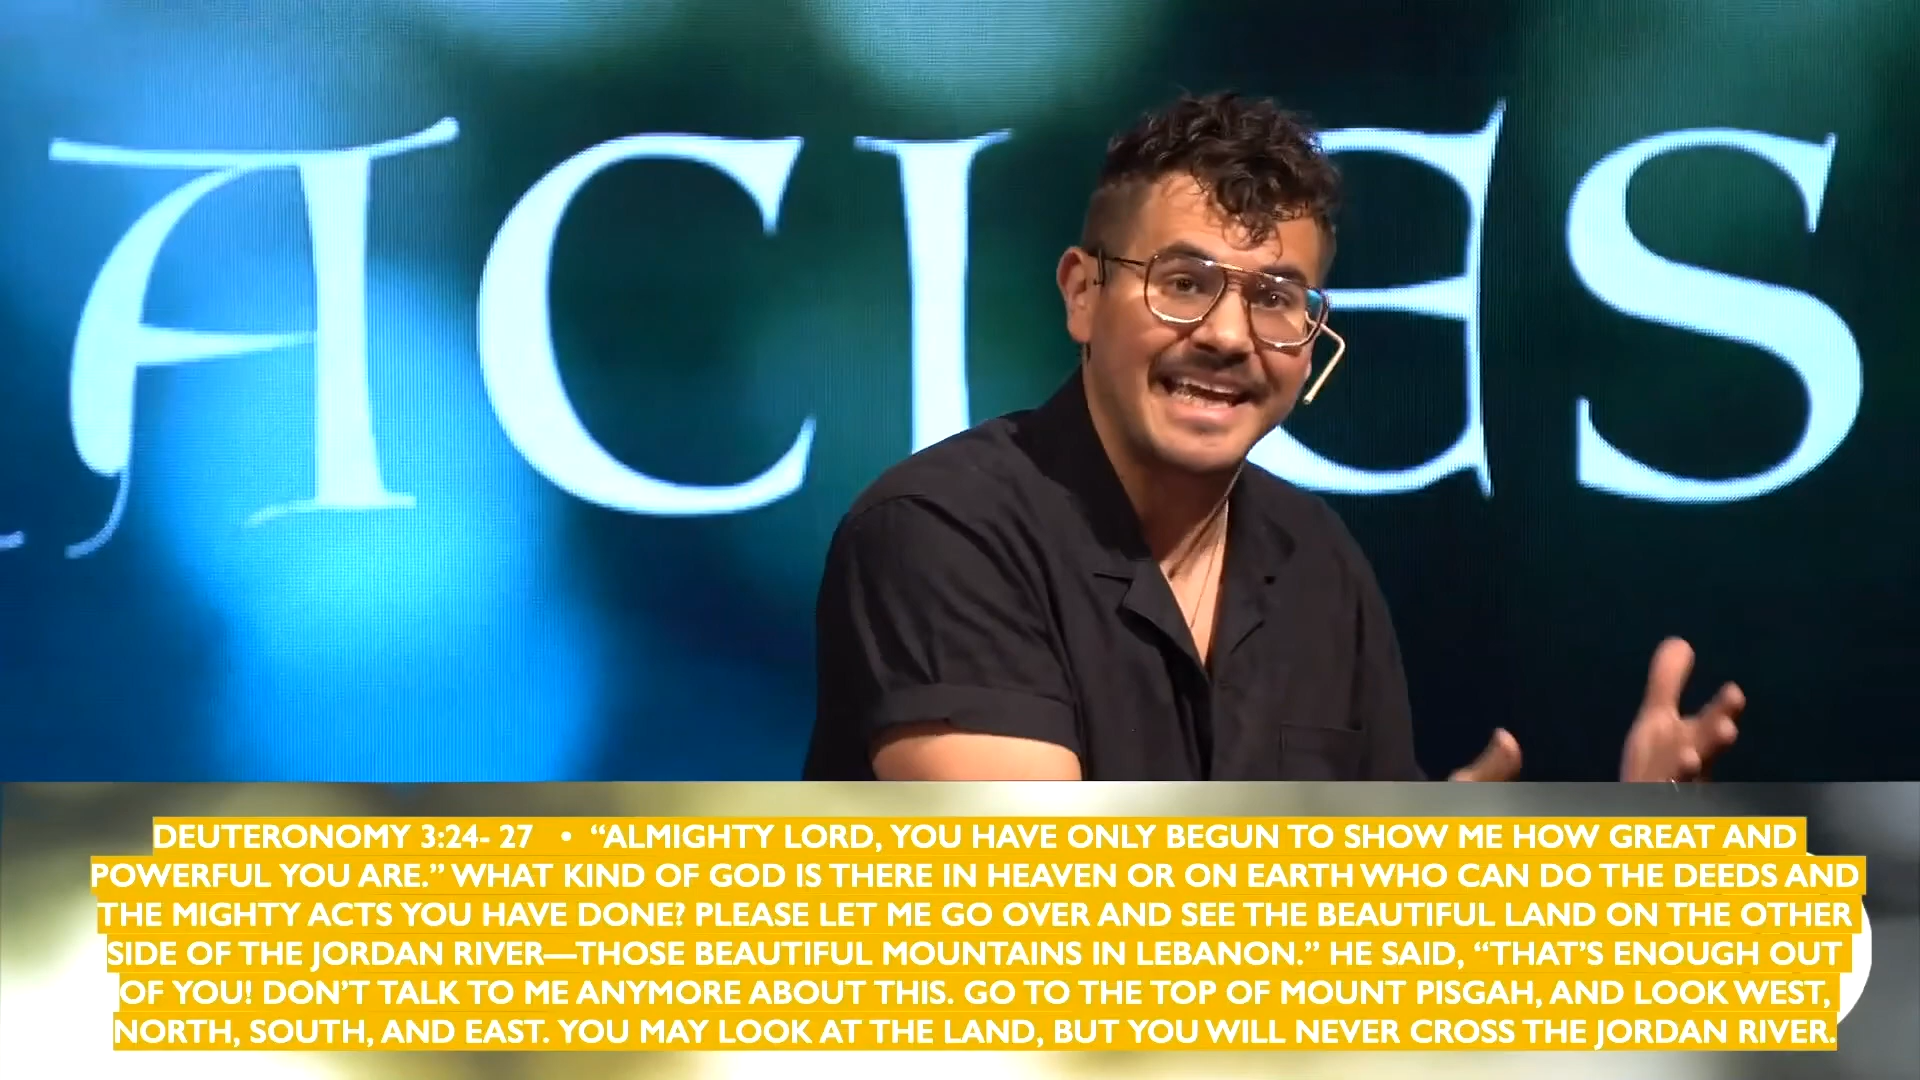 ACLES
DEUTERONOMY 3:24- 27 • “ALMIGHTY LORD, YOU HAVE ONLY BEGUN TO SHOW ME HOW GREAT AND
POWERFUL YOU ARE.” WHAT KIND OF GOD IS THERE IN HEAVEN OR ON EARTH WHO CAN DO THE DEEDS AND
THE MIGHTY ACTS YOU HAVE DONE? PLEASE LET ME GO OVER AND SEE THE BEAUTIFUL LAND ON THE OTHER
SIDE OF THE JORDAN RIVER—THOSE BEAUTIFUL MOUNTAINS IN LEBANON.” HE SAID, “THAT’S ENOUGH OUT
OF YOU! DON’T TALK TO ME ANYMORE ABOUT THIS. GO TO THE TOP OF MOUNT PISGAH, AND LOOK WEST,
NORTH, SOUTH, AND EAST. YOU MAY LOOK AT THE LAND, BUT YOU WILL NEVER CROSS THE JORDAN RIVER.